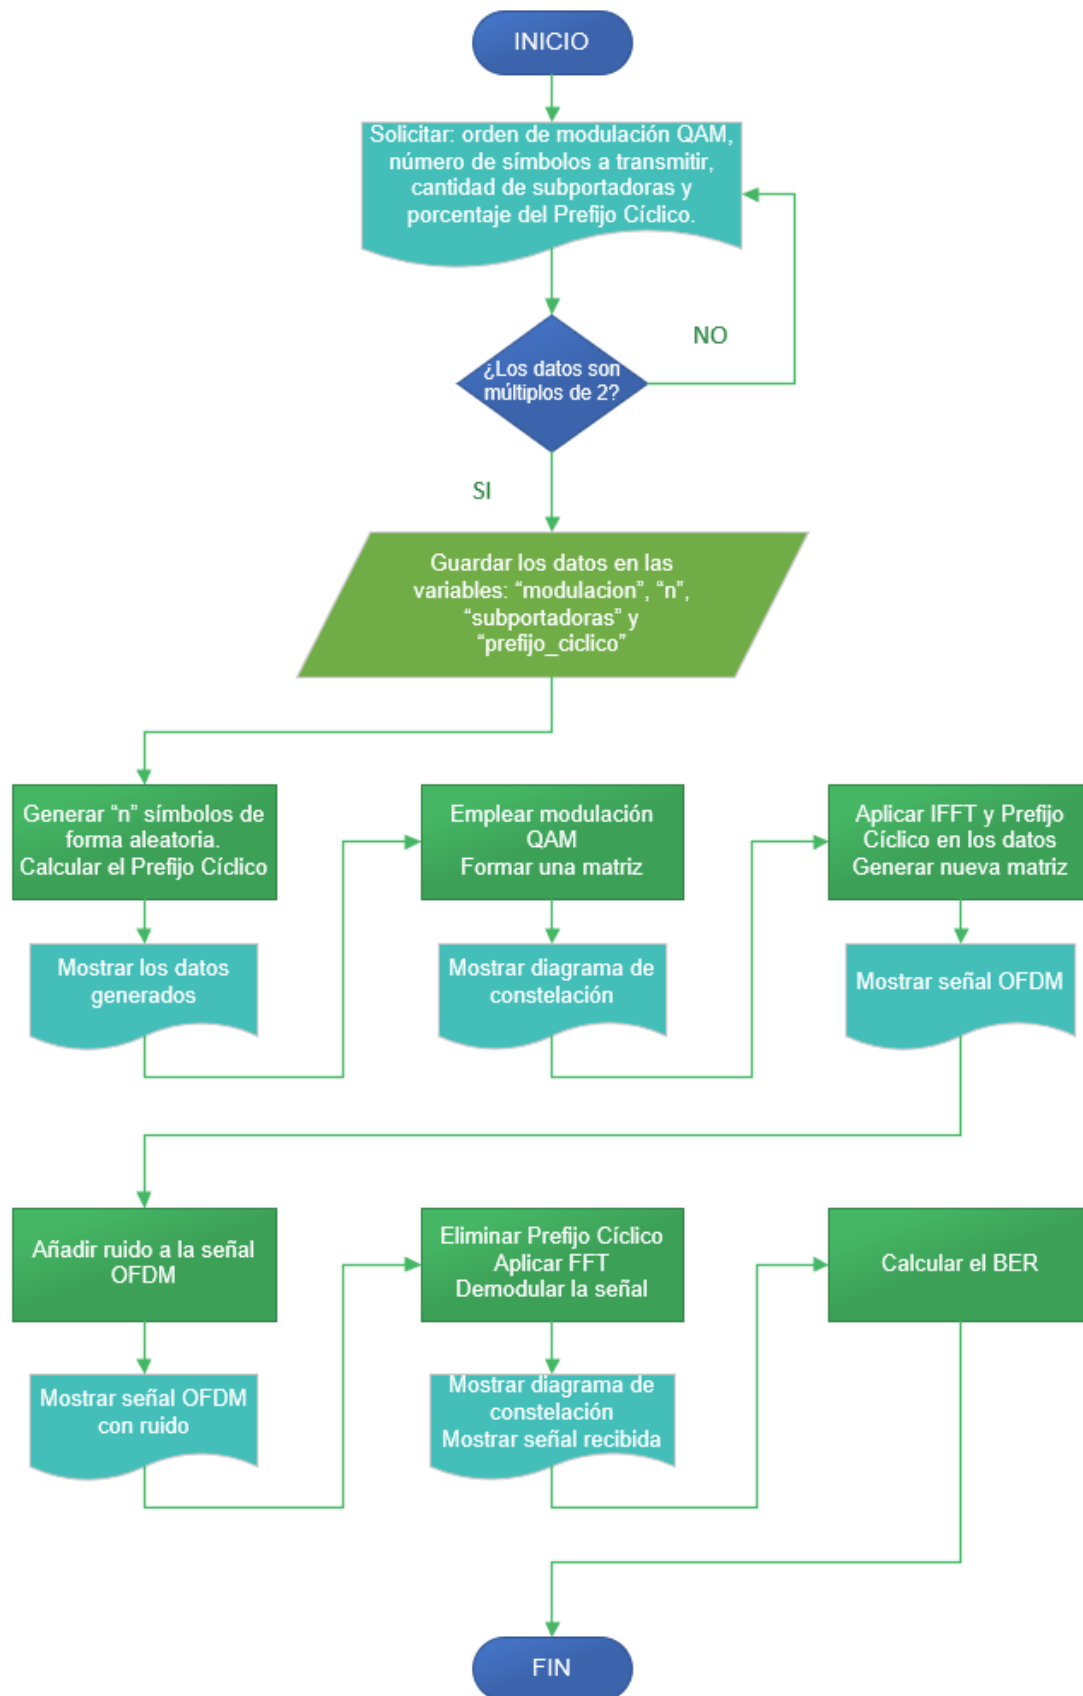 INICIO
Solicitar: orden de modulación QAM,
número de símbolos a transmitir,
cantidad de subportadoras y
porcentaje del Prefijo Cíclico.
NO
¿Los datos son
múltiplos de 2?
SI
Guardar los datos en las
variables: “modulacion”, “n”,
“subportadoras” y
“prefijo_ciclico”
Generar “n” símbolos de
forma aleatoria.
Calcular el Prefijo Cíclico
Mostrar los datos
generados
Emplear modulación
QAM
Formar una matriz
Mostrar diagrama de
constelación
Aplicar IFFT y Prefijo
Cíclico en los datos
Generar nueva matriz
Mostrar señal OFDM
Añadir ruido a la señal
OFDM
Mostrar señal OFDM
con ruido
Eliminar Prefijo Cíclico
Aplicar FFT
Demodular la señal
Mostrar diagrama de
constelación
Mostrar señal recibida
Calcular el BER
FIN